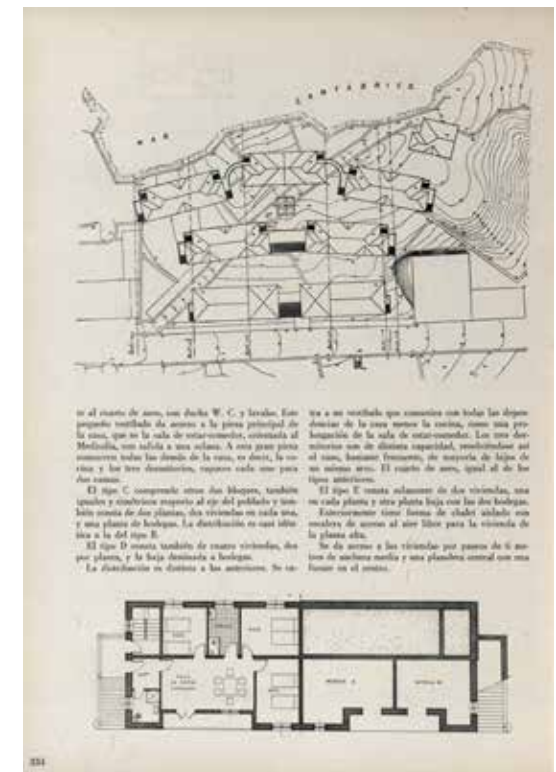 MAR CANTABRICO
te al cuarto de aseo, con ducha W. C. y lavabo. Este
pequeño vestíbulo da acceso a la pieza principal de
la casa, que es la sala de estar-comedor, orientada al
Mediodía, con salida a una solana. A esta gran pieza
concurren todas las demás de la casa, es decir, la co-
cina y los tres dormitorios, capaces cada uno para
dos camas.
El tipo C comprende otros dos bloques, también
iguales y simétricos respecto al eje del poblado y tam-
bién consta de dos plantas, dos viviendas en cada una,
y una planta de bodegas. La distribución es casi idén-
tica a la del tipo B.
El tipo D consta también de cuatro viviendas, dos
por planta, y la baja destinada a bodegas.
La distribución es distinta a las anteriores. Se en-
tra a un vestíbulo que comunica con todas las depen-
dencias de la casa menos la cocina, como una pro-
longación de la sala de estar-comedor. Los tres dor-
mitorios son de distinta capacidad, resolviéndose así
el caso, bastante frecuente, de mayoría de hijos de
un mismo sexo. El cuarto de aseo, igual al de los
tipos anteriores.
El tipo E consta solamente de dos viviendas, una
en cada planta y otra planta baja con las dos bodegas.
Exteriormente tiene forma de chalet aislado con
escalera de acceso al aire libre para la vivienda de
la planta alta.
Se da acceso a las viviendas por paseos de 6 me-
tros de anchura media y una plazoleta central con una
fuente en el centro.
334